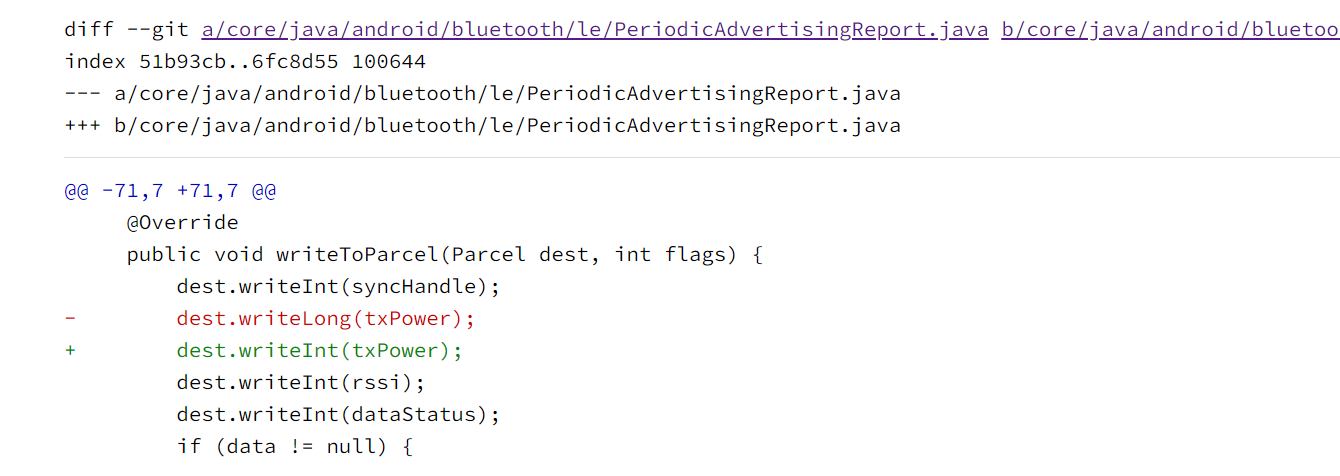 diff --git a/core/java/android/bluetooth/le/PeriodicAdvertisingReport.java b/core/java/android/bluetoo
index 51b93cb..6fc8d55 100644
--- a/core/java/android/bluetooth/le/PeriodicAdvertisingReport.java
+++ b/core/java/android/bluetooth/le/PeriodicAdvertisingReport.java
@@ -71,7 +71,7 @@
     @Override
     public void writeToParcel(Parcel dest, int flags) {
         dest.writeInt(syncHandle);
-        dest.writeLong(txPower);
+        dest.writeInt(txPower);
         dest.writeInt(rssi);
         dest.writeInt(dataStatus);
         if (data != null) {